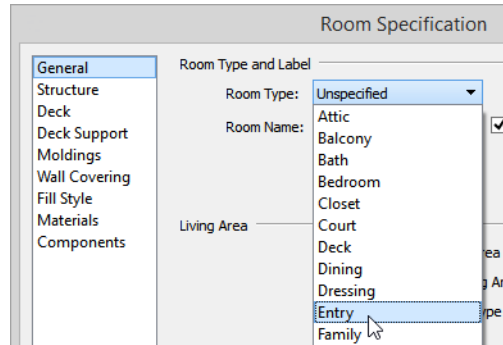 Room Specification
General
Structure
Deck
Deck Support
Moldings
Wall Covering
Fill Style
Materials
Components
Room Type and Label
Room Type: Unspecified
Room Name:
Attic
Balcony
Bath
Bedroom
Closet
Court
Deck
Dining
Dressing
Entry
Family
Living Area